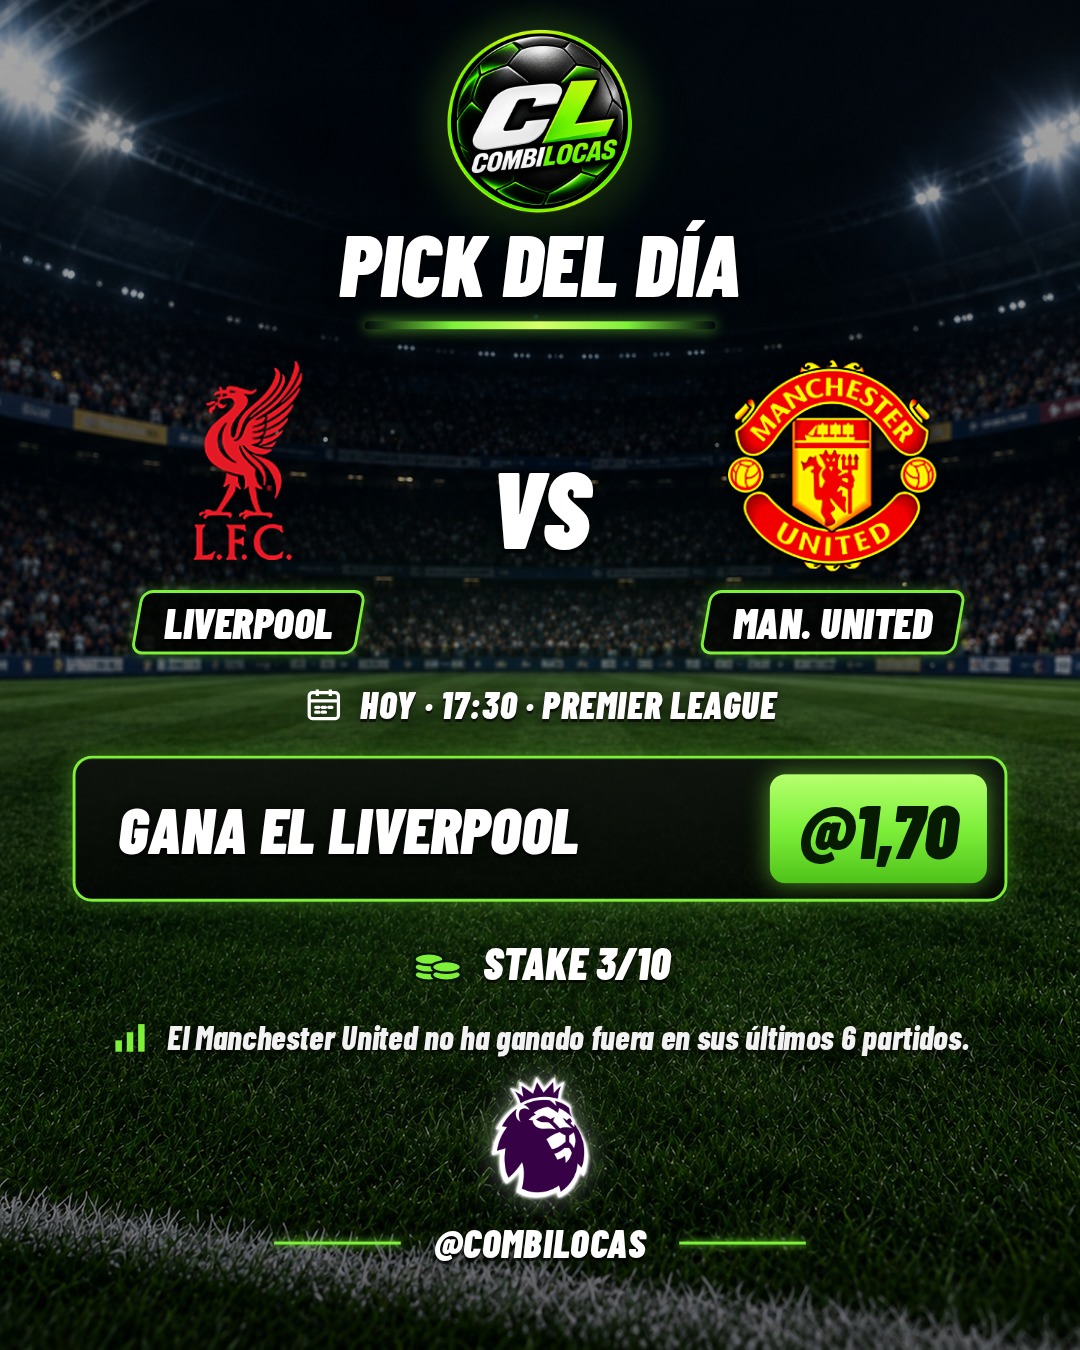 CL
COMBILOCAS
PICK DEL DÍA
L.F.C.
VS
MANCHESTER
UNITED
LIVERPOOL
MAN. UNITED
HOY · 17:30 · PREMIER LEAGUE
GANA EL LIVERPOOL
@1,70
STAKE 3/10
El Manchester United no ha ganado fuera en sus últimos 6 partidos.
@COMBILOCAS